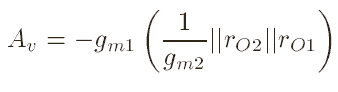 $A_v = -g_{m1} \left( \frac{1}{g_{m2}} || r_{O2} || r_{O1} \right)$